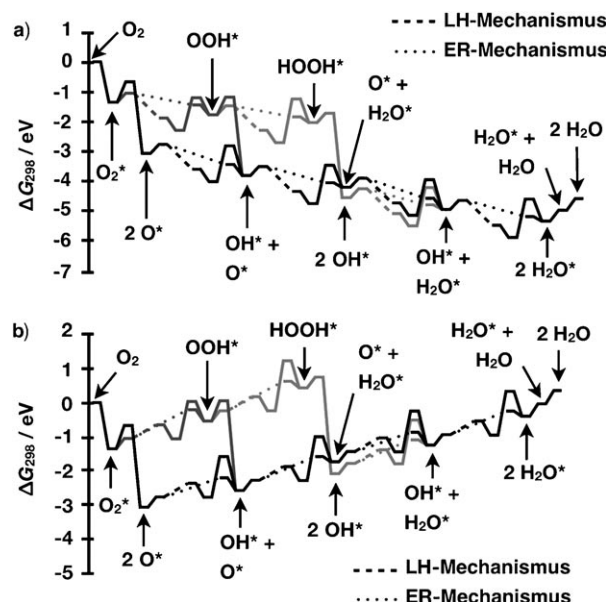 a)
1
0
-1
-2
-3
-4
-5
-6
-7
ΔG298 / eV
O2
OOH*
HOOH*
LH-Mechanismus
ER-Mechanismus
O* +
H2O*
H2O* +
H2O
2 H2O
O2*
2 O*
OH* +
O*
2 OH*
OH* +
H2O*
2 H2O*
b)
2
1
0
-1
-2
-3
-4
-5
ΔG298 / eV
O2
OOH*
HOOH*
O* +
H2O*
H2O* +
H2O
2 H2O
O2*
2 O*
OH* +
O*
2 OH*
OH* +
H2O*
2 H2O*
LH-Mechanismus
ER-Mechanismus